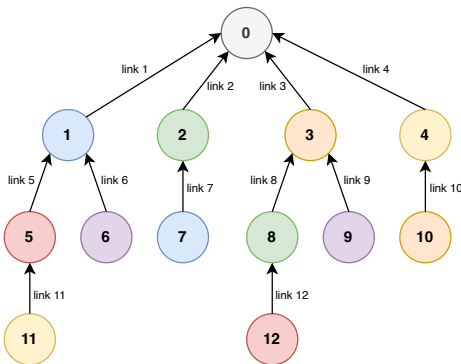 0
link 1
link 2
link 3
link 4
1
2
3
4
link 5
link 6
link 7
link 8
link 9
link 10
5
6
7
8
9
10
link 11
link 12
11
12